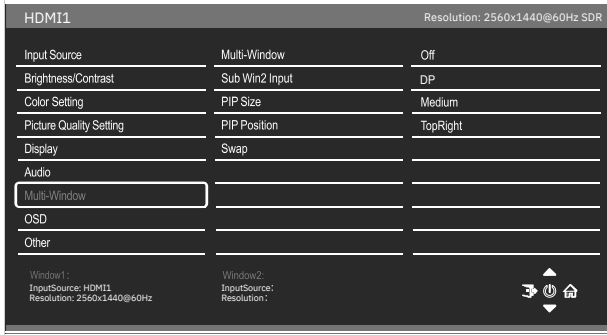 HDMI1 Resolution: 2560x1440@60Hz SDR
Input Source Multi-Window Off
Brightness/Contrast Sub Win2 Input DP
Color Setting PIP Size Medium
Picture Quality Setting PIP Position TopRight
Display Swap
Audio
Multi-Window
OSD
Other
Window1: Window2:
InputSource: HDMI1 InputSource:
Resolution: 2560x1440@60Hz Resolution: